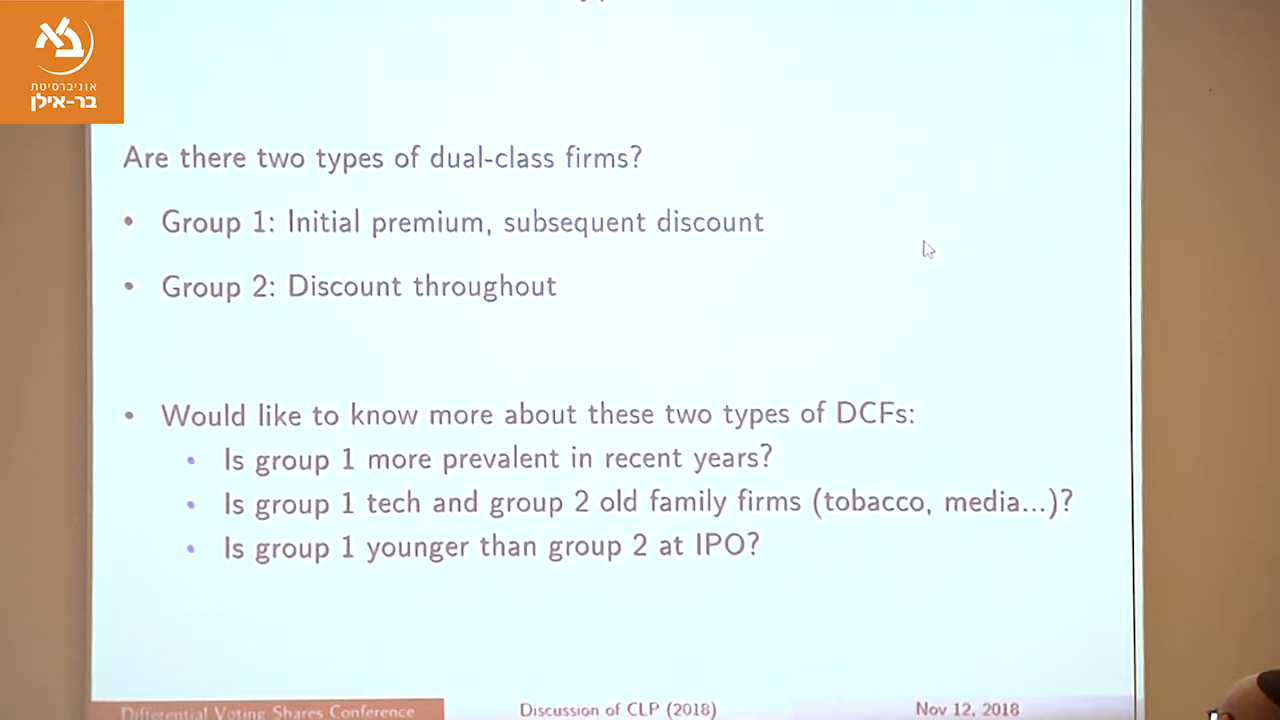 אוניברסיטת
בר-אילן
Are there two types of dual-class firms?
• Group 1: Initial premium, subsequent discount
• Group 2: Discount throughout
• Would like to know more about these two types of DCFs:
• Is group 1 more prevalent in recent years?
• Is group 1 tech and group 2 old family firms (tobacco, media...)?
• Is group 1 younger than group 2 at IPO?
Differential Voting Shares Conference
Discussion of CLP (2018)
Nov 12, 2018